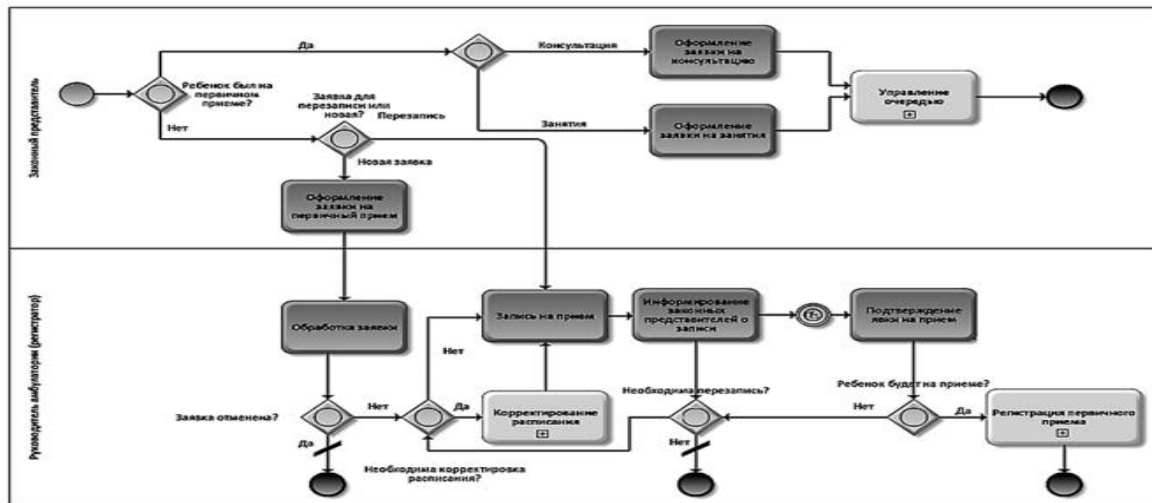 Законный представитель
Да
Консультация
Оформление
заявки на
консультацию
Ребенок был на
первичном
приеме?
Управление
очередью
Заявка для
перезаписи или
новая?
Перезапись
Нет
Занятия
Оформление
заявки на занятия
Новая заявка
Оформление
заявки на
первичный прием
Руководитель амбулатории (регистратор)
Обработка заявки
Запись на прием
Информирование
законных
представителей о
записи
Подтверждение
явки на прием
Нет
Необходима перезапись?
Ребенок будет на приеме?
Заявка отменена?
Нет
Да
Корректирование
расписания
Нет
Да
Регистрация первичного
приема
Да
Нет
Необходима корректировка
расписания?